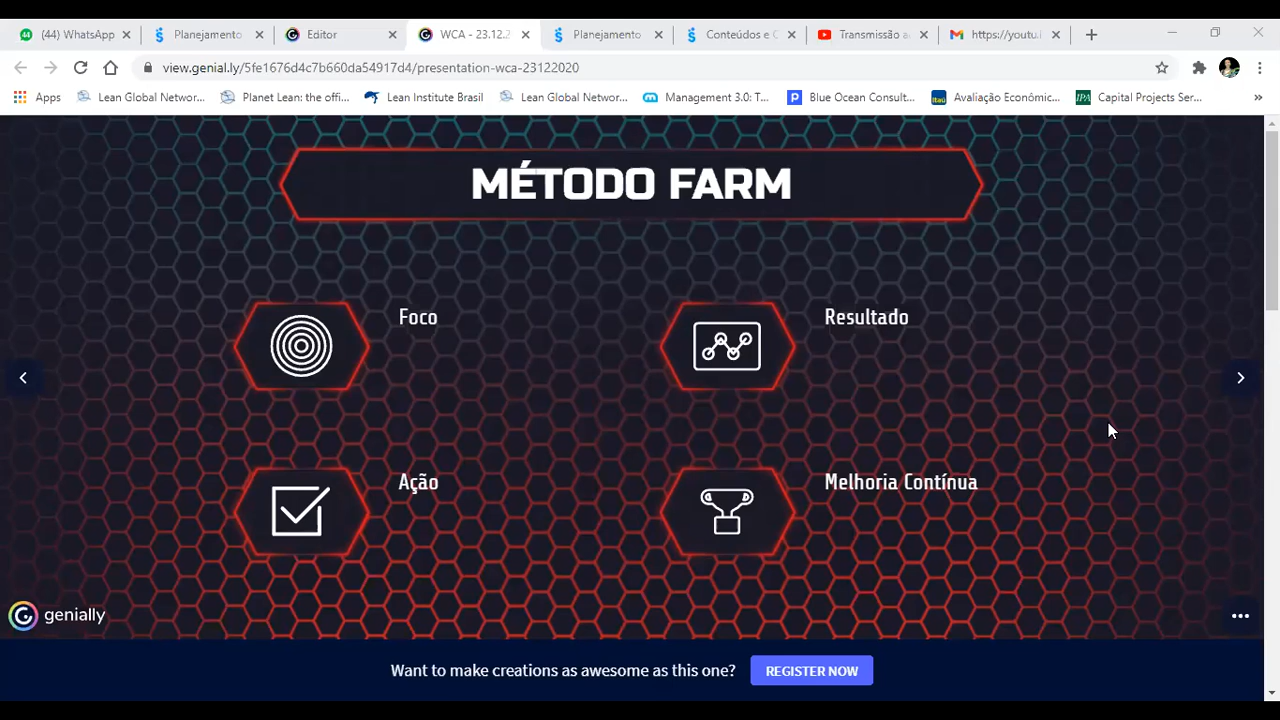 (44) WhatsApp
Planejamento
Editor
WCA - 23.12.2
Planejamento
Conteúdos e C
Transmissão a
https://youtu.
view.genial.ly/5fe1676d4c7b660da54917d4/presentation-wca-23122020
Apps
Lean Global Networ...
Planet Lean: the offi...
Lean Institute Brasil
Lean Global Networ...
Management 3.0: T...
Blue Ocean Consult...
Itaú
Avaliação Econômic...
IPA
Capital Projects Ser...
MÉTODO FARM
Foco
Resultado
Ação
Melhoria Contínua
genially
Want to make creations as awesome as this one?
REGISTER NOW